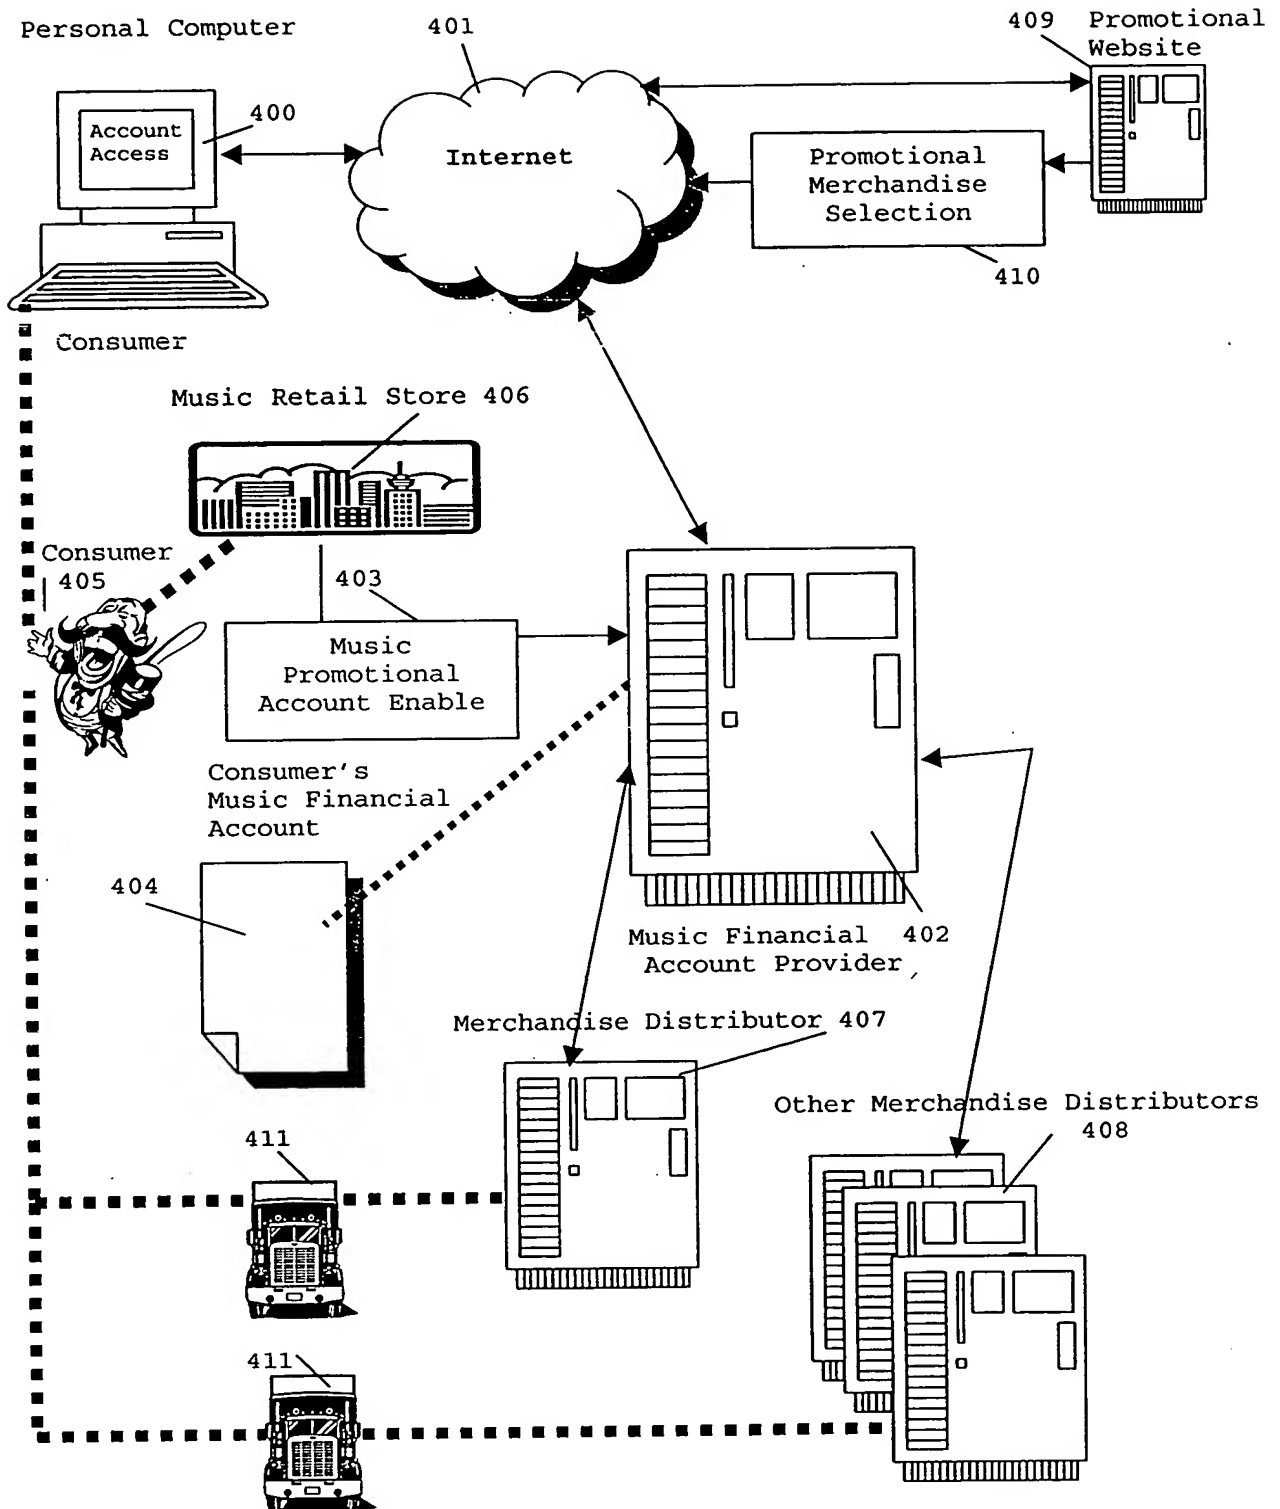 Personal Computer
401
409 Promotional
Website
Account
Access
400
Internet
Promotional
Merchandise
Selection
410
Consumer
Music Retail Store 406
Consumer
405
403
Music
Promotional
Account Enable
Consumer's
Music Financial
Account
404
Music Financial 402
Account Provider
Merchandise Distributor 407
Other Merchandise Distributors
408
411
411